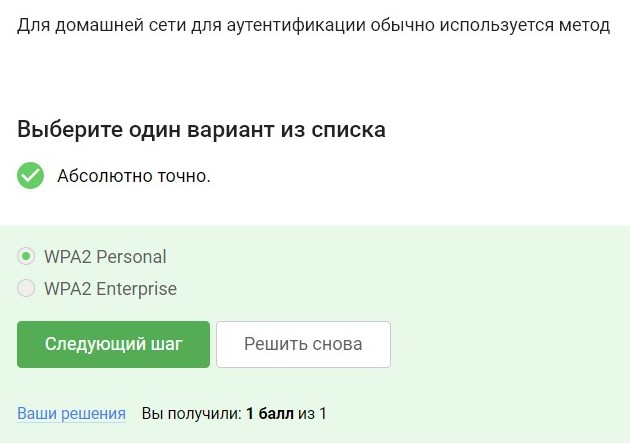 Для домашней сети для аутентификации обычно используется метод
Выберите один вариант из списка
Абсолютно точно.
WPA2 Personal
WPA2 Enterprise
Следующий шаг
Решить снова
Ваши решения Вы получили: 1 балл из 1